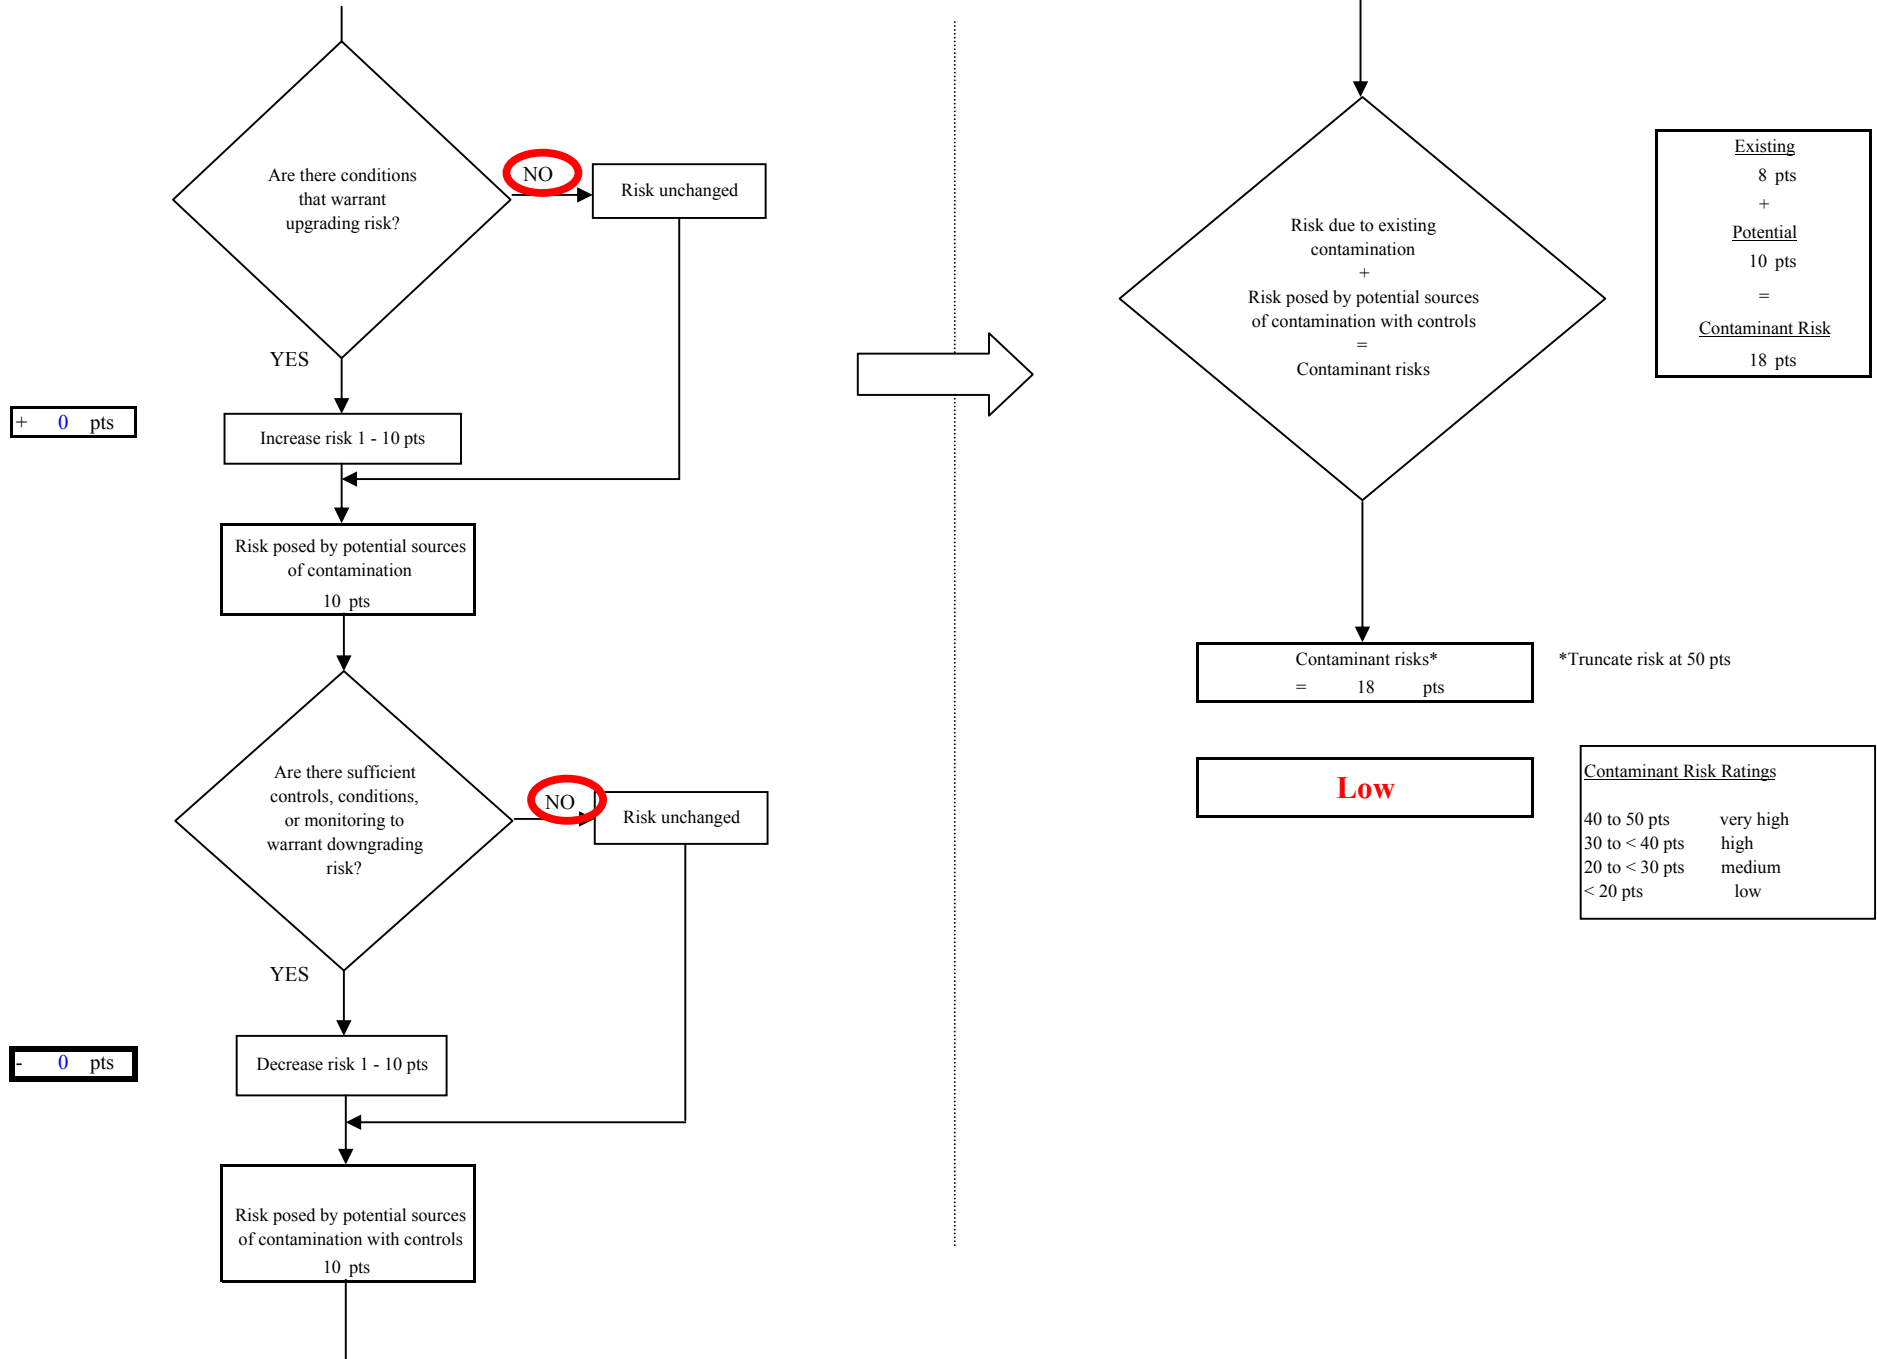 Are there conditions
that warrant
upgrading risk?
NO
Risk unchanged
YES
+ 0 pts
Increase risk 1 - 10 pts
Risk posed by potential sources
of contamination
10 pts
Are there sufficient
controls, conditions,
or monitoring to
warrant downgrading
risk?
NO
Risk unchanged
YES
- 0 pts
Decrease risk 1 - 10 pts
Risk posed by potential sources
of contamination with controls
10 pts
Risk due to existing
contamination
+
Risk posed by potential sources
of contamination with controls
=
Contaminant risks
Existing
8 pts
+
Potential
10 pts
=
Contaminant Risk
18 pts
Contaminant risks*
= 18 pts
*Truncate risk at 50 pts
Low
Contaminant Risk Ratings
40 to 50 pts very high
30 to < 40 pts high
20 to < 30 pts medium
< 20 pts low